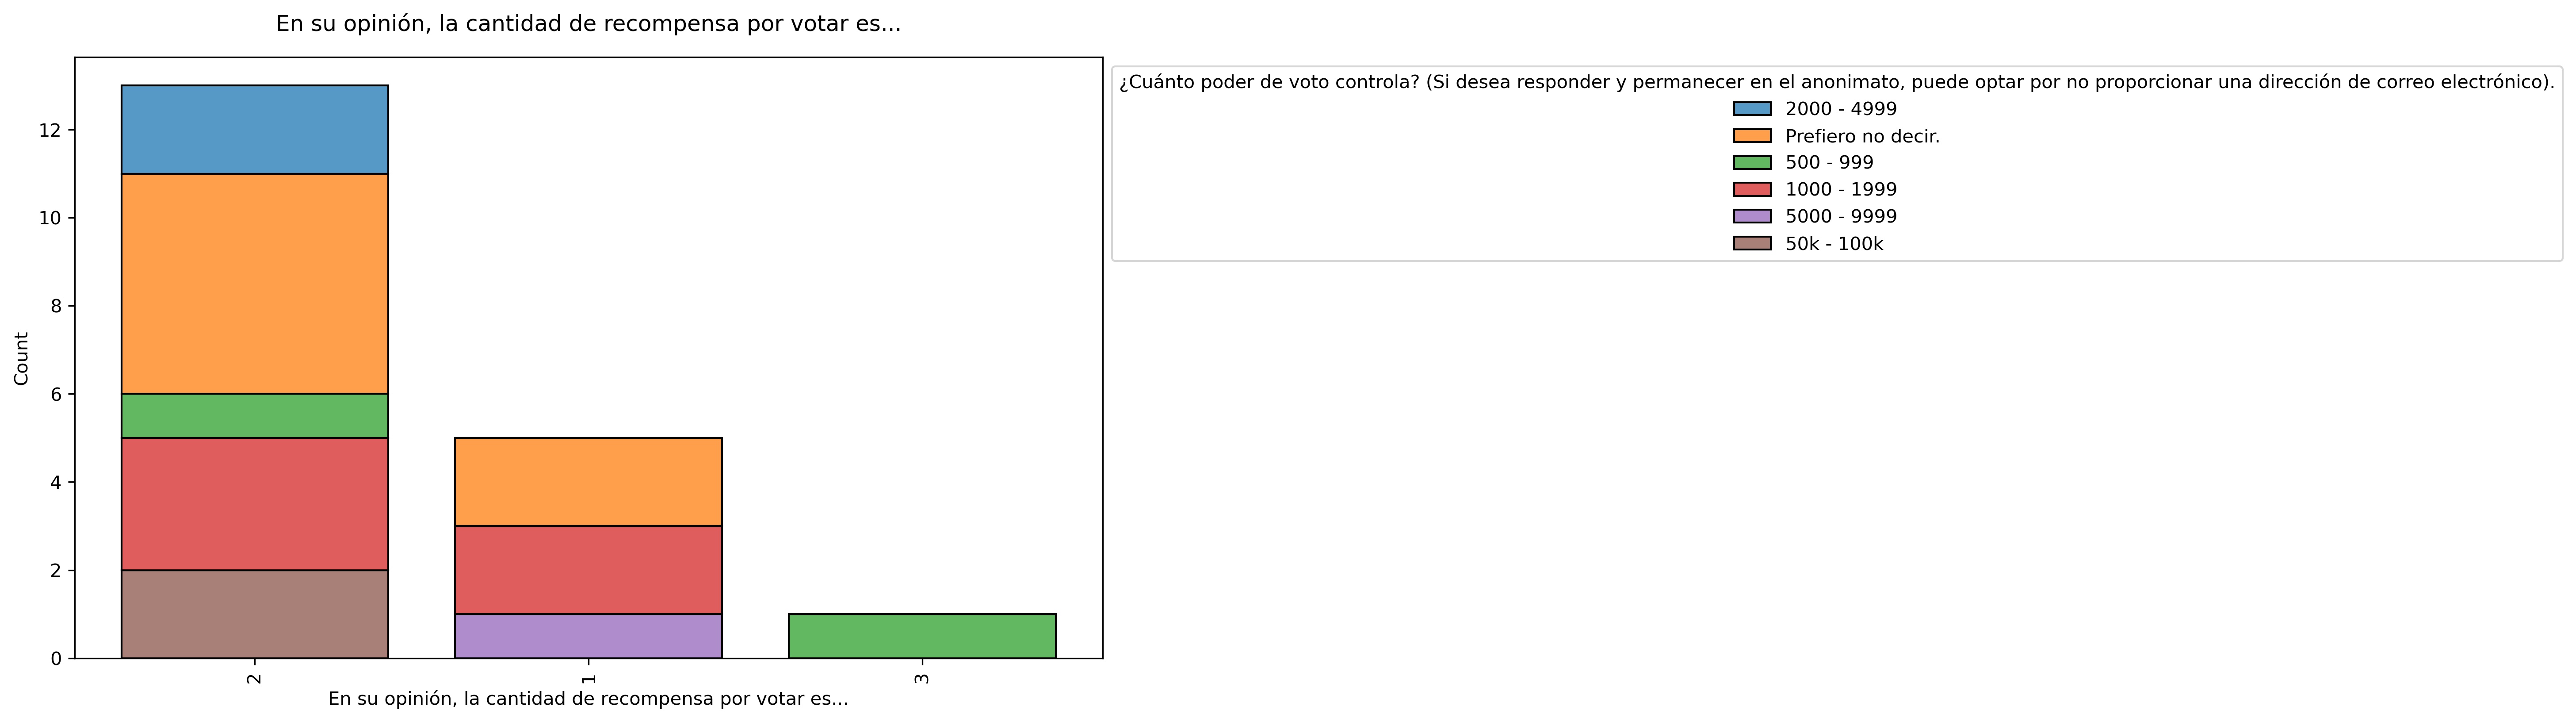 En su opinión, la cantidad de recompensa por votar es...
¿Cuánto poder de voto controla? (Si desea responder y permanecer en el anonimato, puede optar por no proporcionar una dirección de correo electrónico).
2000 - 4999
Prefiero no decir.
500 - 999
1000 - 1999
5000 - 9999
50k - 100k
Count
12
10
8
6
4
2
0
2
1
3
En su opinión, la cantidad de recompensa por votar es...